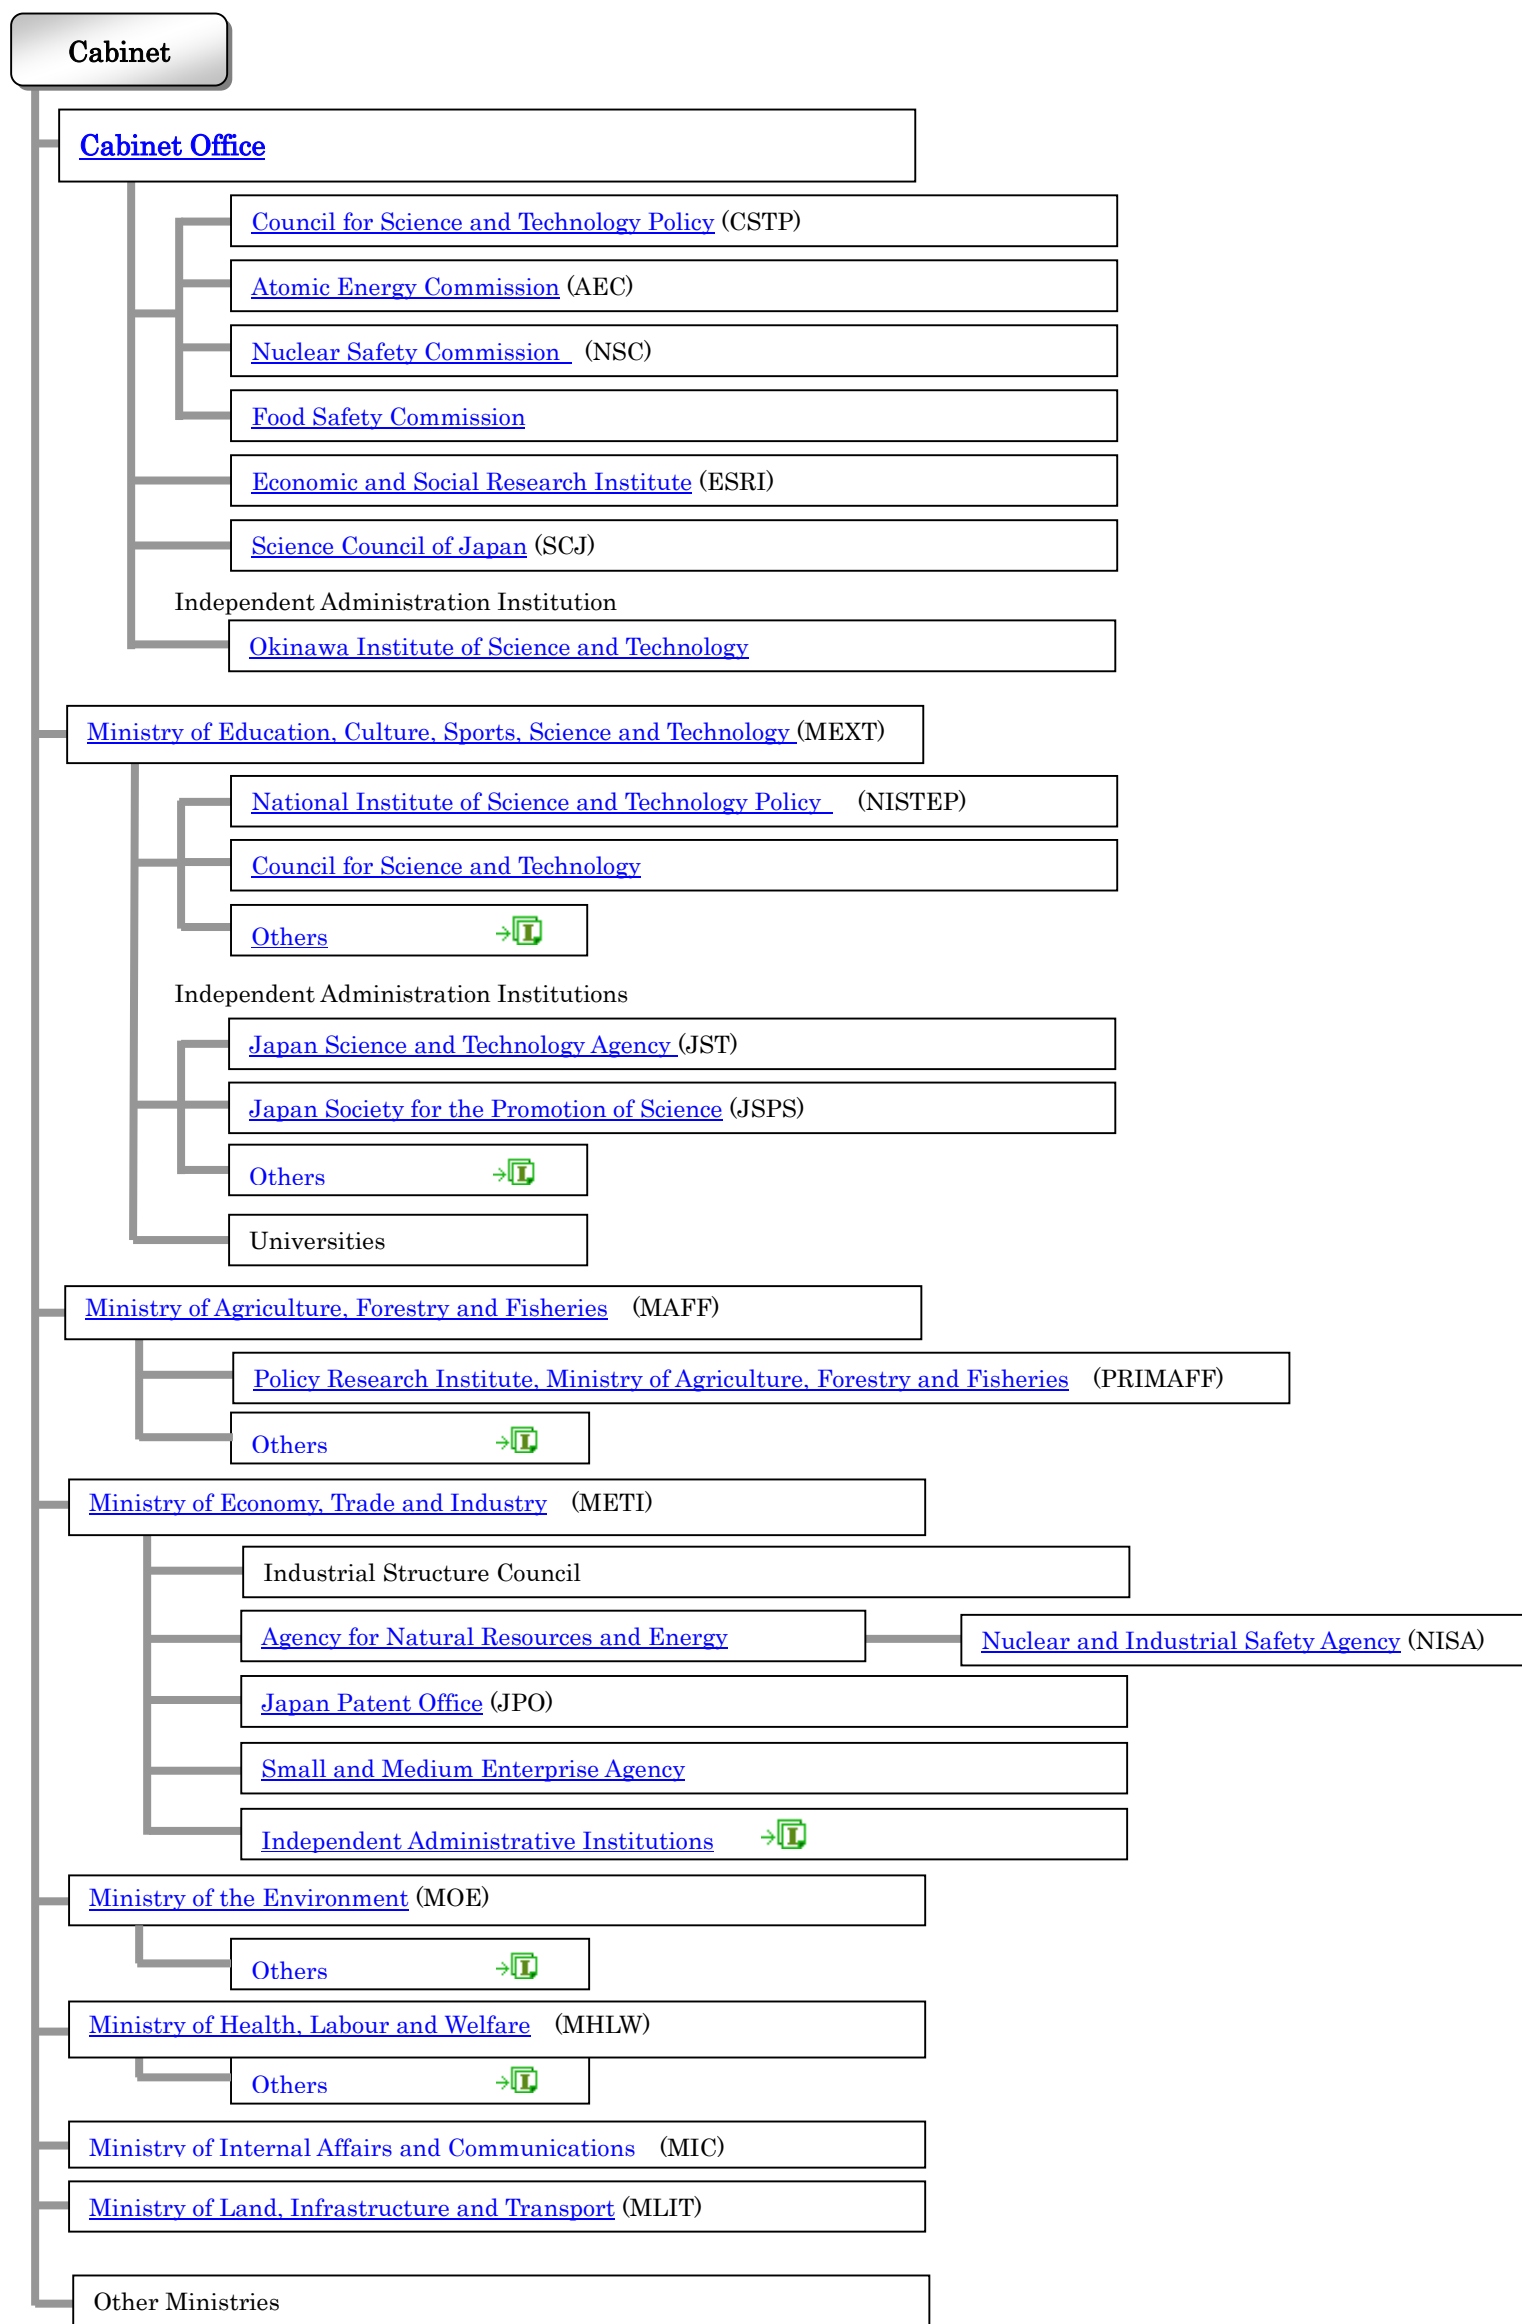 Cabinet
Cabinet Office
Council for Science and Technology Policy (CSTP)
Atomic Energy Commission (AEC)
Nuclear Safety Commission (NSC)
Food Safety Commission
Economic and Social Research Institute (ESRI)
Science Council of Japan (SCJ)
Independent Administration Institution
Okinawa Institute of Science and Technology
Ministry of Education, Culture, Sports, Science and Technology (MEXT)
National Institute of Science and Technology Policy (NISTEP)
Council for Science and Technology
Others →I
Independent Administration Institutions
Japan Science and Technology Agency (JST)
Japan Society for the Promotion of Science (JSPS)
Others →I
Universities
Ministry of Agriculture, Forestry and Fisheries (MAFF)
Policy Research Institute, Ministry of Agriculture, Forestry and Fisheries (PRIMAFF)
Others →I
Ministry of Economy, Trade and Industry (METI)
Industrial Structure Council
Agency for Natural Resources and Energy Nuclear and Industrial Safety Agency (NISA)
Japan Patent Office (JPO)
Small and Medium Enterprise Agency
Independent Administrative Institutions →I
Ministry of the Environment (MOE)
Others →I
Ministry of Health, Labour and Welfare (MHLW)
Others →I
Ministry of Internal Affairs and Communications (MIC)
Ministry of Land, Infrastructure and Transport (MLIT)
Other Ministries